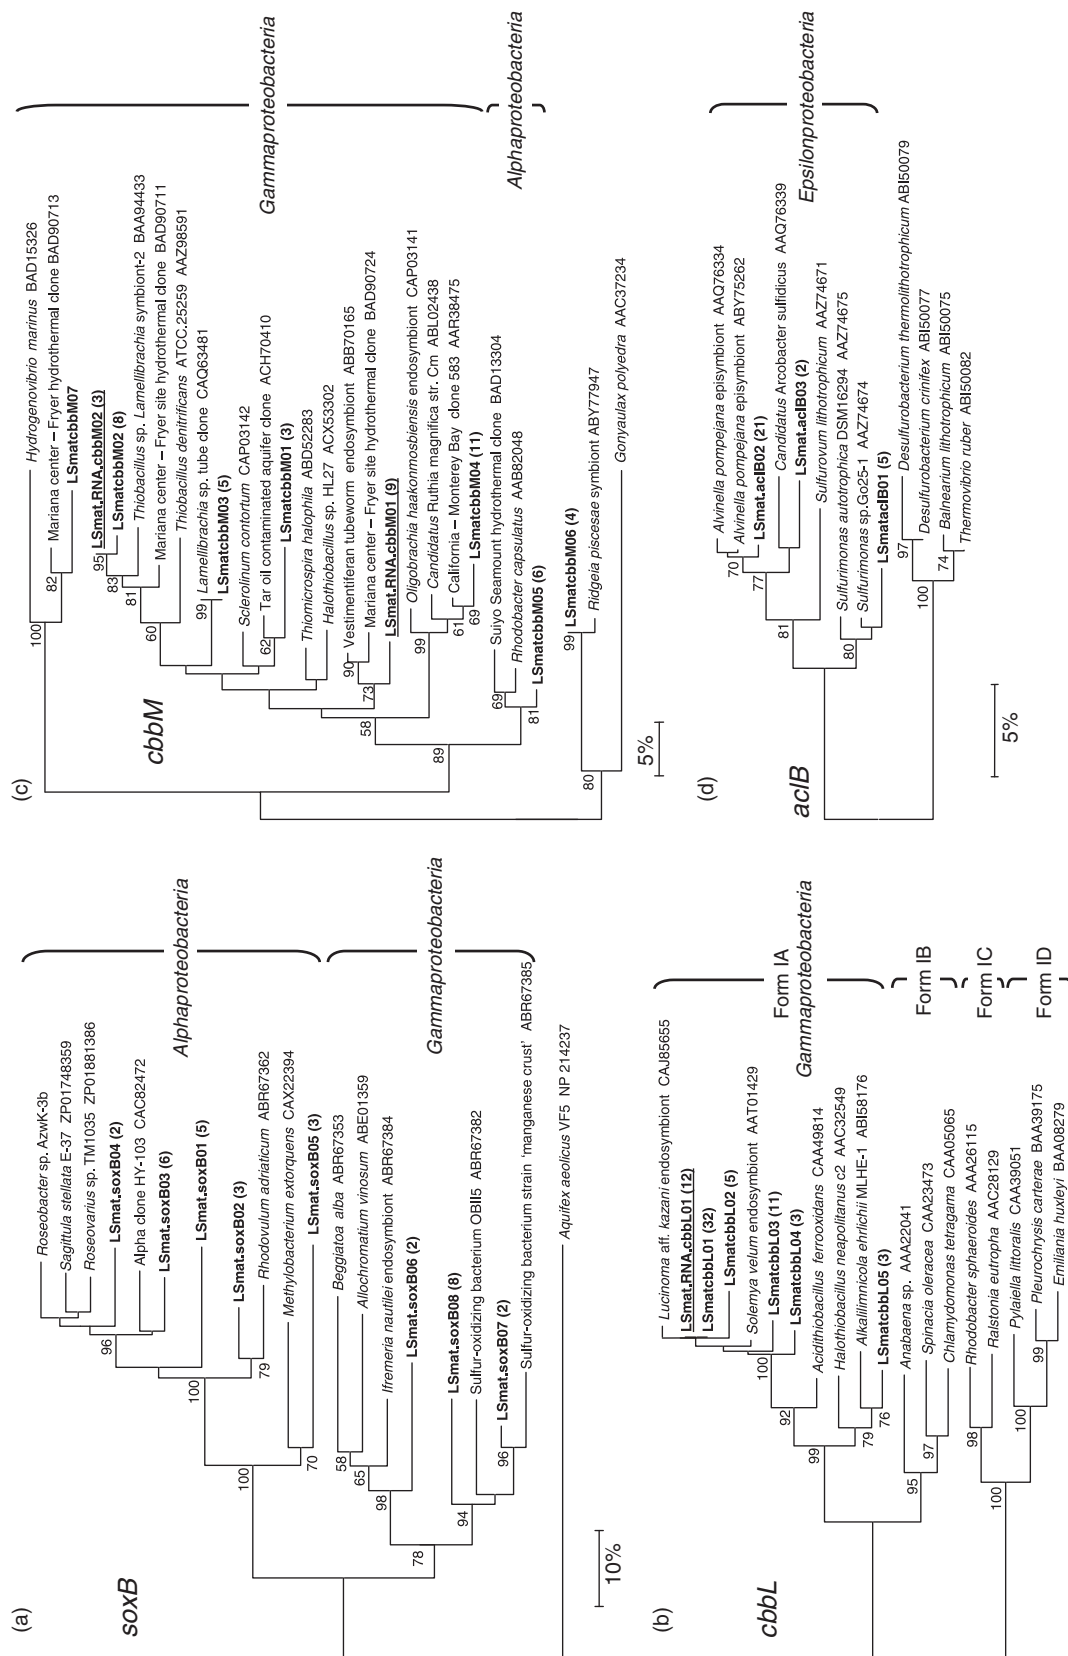 (a)
soxB
Roseobacter sp. AzwK-3b
Sagittula stellata E-37 ZP01748359
Roseovarius sp. TM1035 ZP01881386
LSmat.soxB04 (2)
Alpha clone HY-103 CAC82472
LSmat.soxB03 (6)
LSmat.soxB01 (5)
LSmat.soxB02 (3)
Rhodovulum adriaticum ABR67362
Methylobacterium extorquens CAX22394
LSmat.soxB05 (3)
Beggiatoa alba ABR67353
Allochromatium vinosum ABE01359
Ifremeria nautilei endosymbiont ABR67384
LSmat.soxB06 (2)
LSmat.soxB08 (8)
Sulfur-oxidizing bacterium OBII5 ABR67382
LSmat.soxB07 (2)
Sulfur-oxidizing bacterium strain 'manganese crust' ABR67385
Aquifex aeolicus VF5 NP 214237
96
100
79
100
70
58
65
98
94
96
78
10%
Alphaproteobacteria
Gammaproteobacteria
(b)
cbbL
Lucinoma aff. kazani endosymbiont CAJ85655
LSmat.RNA.cbbL01 (12)
LSmatcbbL01 (32)
LSmatcbbL02 (5)
Solemya velum endosymbiont AAT01429
LSmatcbbL03 (11)
LSmatcbbL04 (3)
Acidithiobacillus ferrooxidans CAA49814
Halothiobacillus neapolitanus c2 AAC32549
Alkalilimnicola ehrlichii MLHE-1 ABI58176
LSmatcbbL05 (3)
Anabaena sp. AAA22041
Spinacia oleracea CAA23473
Chlamydomonas tetragama CAA05065
Rhodobacter sphaeroides AAA26115
Ralstonia eutropha AAC28129
Pylaiella littoralis CAA39051
Pleurochrysis carterae BAA39175
Emiliania huxleyi BAA08279
100
92
99
79
76
95
97
98
100
100
99
Form IA
Gammaproteobacteria
Form IB
Form IC
Form ID
(c)
cbbM
Hydrogenovibrio marinus BAD15326
Mariana center – Fryer hydrothermal clone BAD90713
LSmatcbbM07
LSmat.RNA.cbbM02 (3)
LSmatcbbM02 (8)
Thiobacillus sp. Lamellibrachia symbiont-2 BAA94433
Mariana center – Fryer site hydrothermal clone BAD90711
Thiobacillus denitrificans ATCC.25259 AAZ98591
Lamellibrachia sp. tube clone CAQ63481
LSmatcbbM03 (5)
Sclerolinum contortum CAP03142
Tar oil contaminated aquifer clone ACH70410
LSmatcbbM01 (3)
Thiomicrospira halophila ABD52283
Halothiobacillus sp. HL27 ACX53302
Vestimentiferan tubeworm endosymbiont ABB70165
Mariana center – Fryer site hydrothermal clone BAD90724
LSmat.RNA.cbbM01 (9)
Oligobrachia haakonmosbiensis endosymbiont CAP03141
Candidatus Ruthia magnifica str. Cm ABL02438
California – Monterey Bay clone 583 AAR38475
LSmatcbbM04 (11)
Suiyo Seamount hydrothermal clone BAD13304
Rhodobacter capsulatus AAB82048
LSmatcbbM05 (6)
LSmatcbbM06 (4)
Ridgeia piscesae symbiont ABY77947
Gonyaulax polyedra AAC37234
100
82
95
83
81
60
99
62
90
73
58
99
61
69
89
69
81
99
80
5%
Gammaproteobacteria
Alphaproteobacteria
(d)
aclB
Alvinella pompejana episymbiont AAQ76334
Alvinella pompejana episymbiont ABY75262
LSmat.aclB02 (21)
Candidatus Arcobacter sulfidicus AAQ76339
LSmat.aclB03 (2)
Sulfurovum lithotrophicum AAZ74671
Sulfurimonas autotrophica DSM16294 AAZ74675
Sulfurimonas sp.Go25-1 AAZ74674
LSmataclB01 (5)
Desulfurobacterium thermolithotrophicum ABI50079
Desulfurobacterium crinifex ABI50077
Balnearium lithotrophicum ABI50075
Thermovibrio ruber ABI50082
70
77
81
80
97
74
100
5%
Epsilonproteobacteria